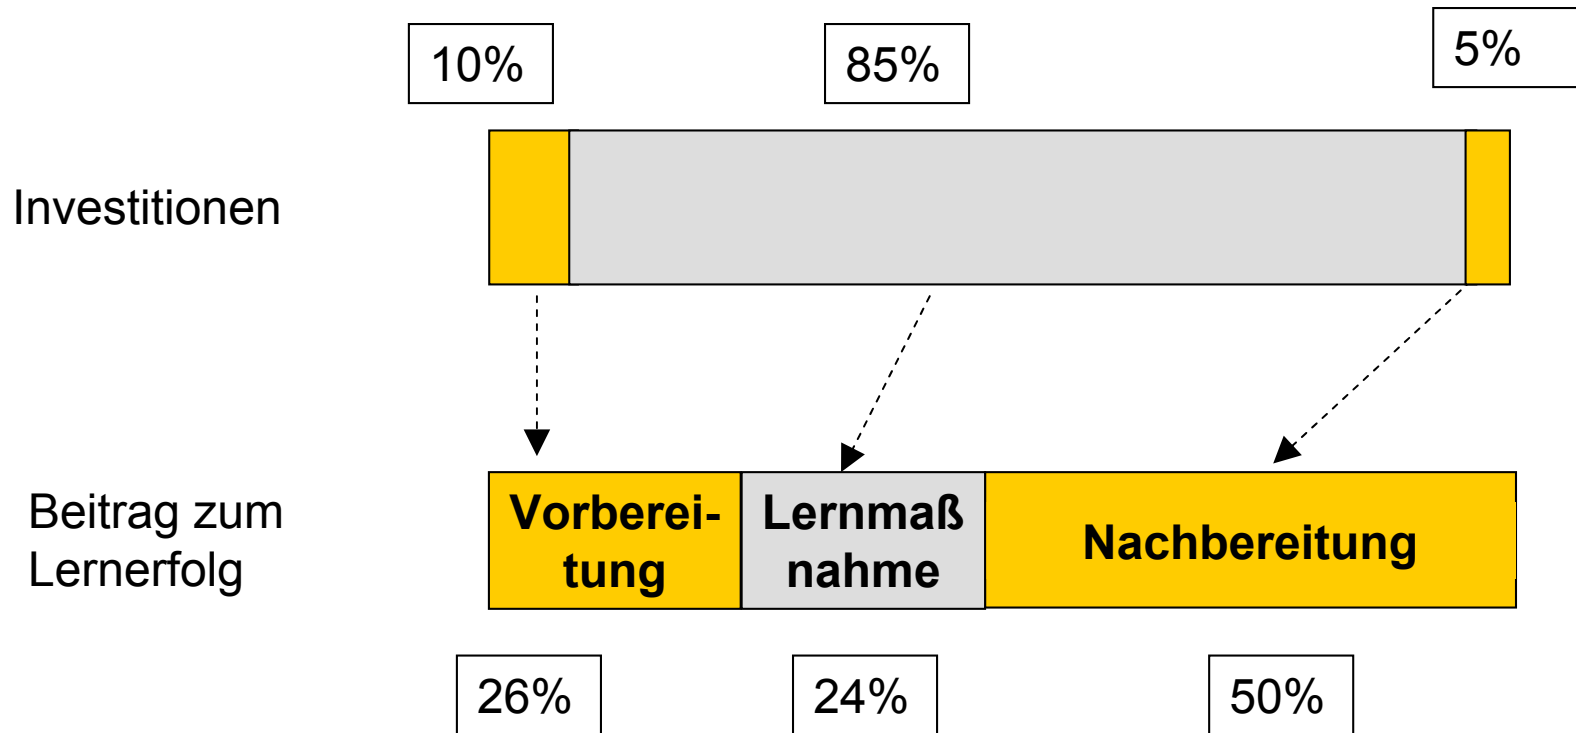 10%
85%
5%
Investitionen
Beitrag zum
Lernerfolg
Vorberei-
tung
Lernmaß
nahme
Nachbereitung
26%
24%
50%